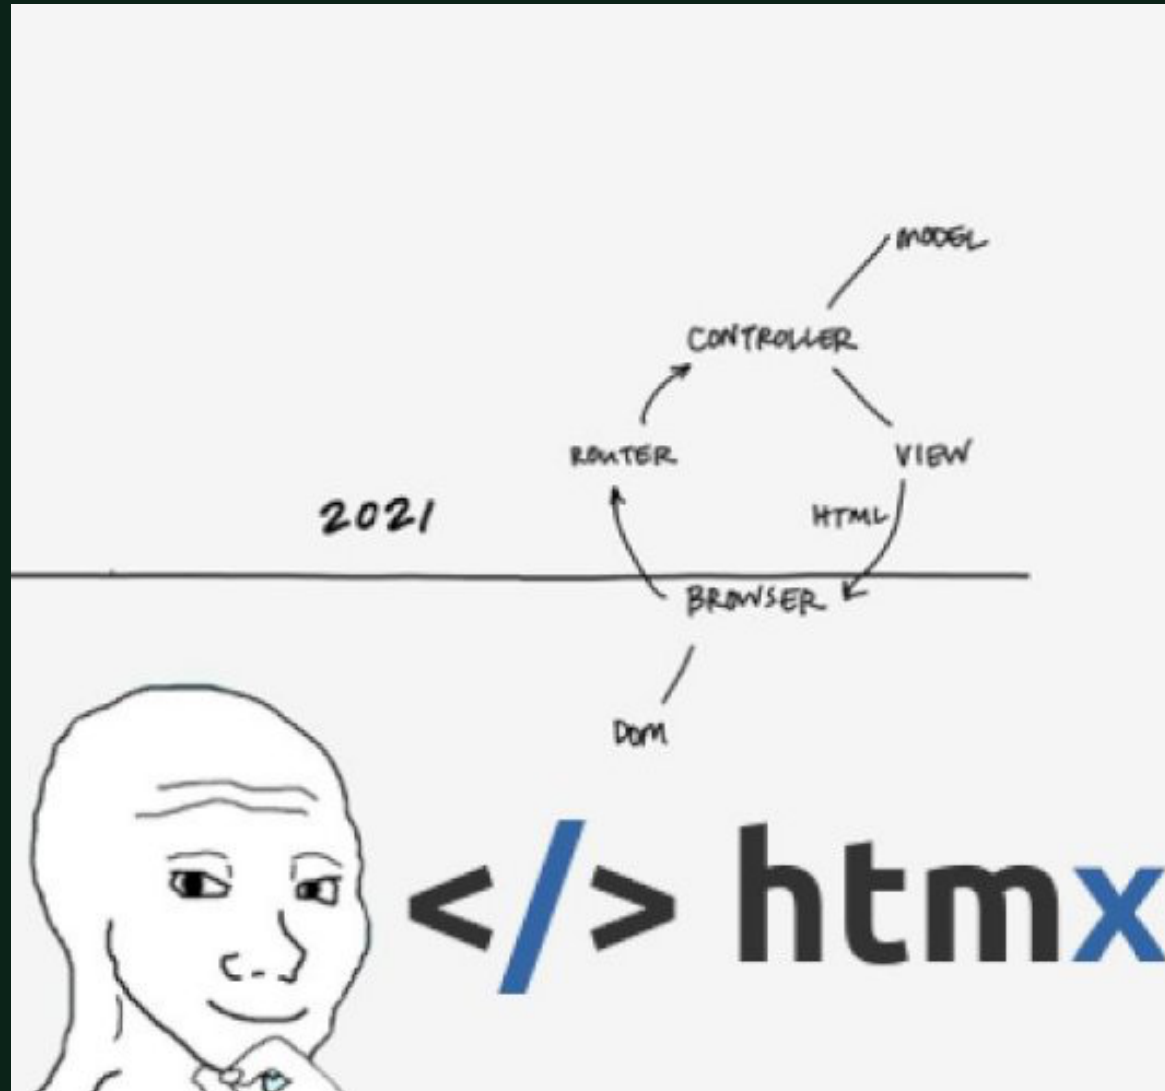 MODEL
CONTROLLER
ROUTER
VIEW
2021
HTML
BROWSER
DOM
</> htmx